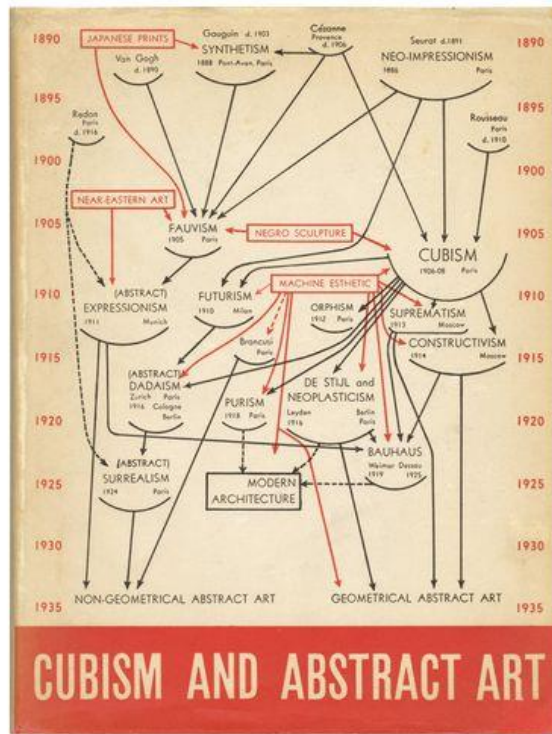 1890
JAPANESE PRINTS
Gauguin d. 1903
SYNTHETISM
1888 Pont-Aven, Paris
Cézanne
Provence
d. 1906
Seurat d. 1891
NEO-IMPRESSIONISM
1886 Paris
1890
Van Gogh
d. 1890
1895
Redon
Paris
d. 1916
Rousseau
Paris
d. 1910
1895
1900
1900
NEAR-EASTERN ART
1905
FAUVISM
1905 Paris
NEGRO SCULPTURE
CUBISM
1906-08 Paris
1905
1910
(ABSTRACT)
EXPRESSIONISM
1911 Munich
FUTURISM
1910 Milan
MACHINE ESTHETIC
ORPHISM
1912 Paris
SUPREMATISM
1913 Moscow
1910
Brancusi
Paris
CONSTRUCTIVISM
1914 Moscow
1915
(ABSTRACT)
DADAISM
Zurich Paris
1916 Cologne
Berlin
PURISM
1918 Paris
DE STIJL and
NEOPLASTICISM
Leyden Berlin
1916 Paris
1915
1920
BAUHAUS
Weimar Dessau
1919 1925
1920
1925
(ABSTRACT)
SURREALISM
1924 Paris
MODERN
ARCHITECTURE
1925
1930
1930
1935
NON-GEOMETRICAL ABSTRACT ART
GEOMETRICAL ABSTRACT ART
1935
CUBISM AND ABSTRACT ART